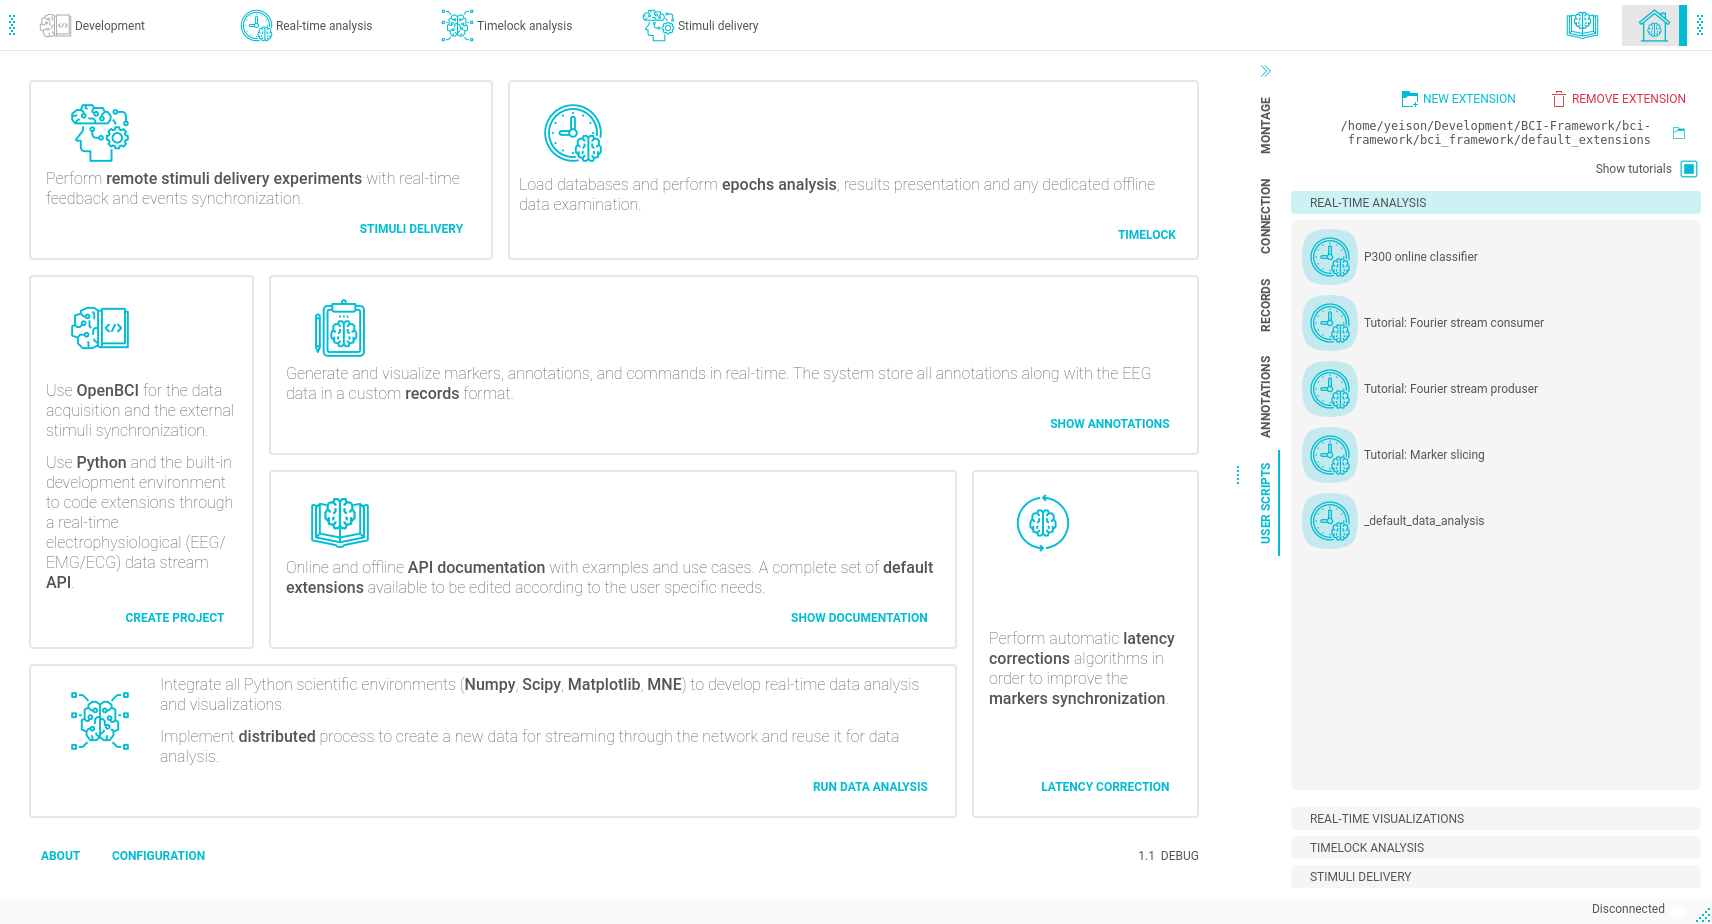 Development
Real-time analysis
Timelock analysis
Stimuli delivery
Perform remote stimuli delivery experiments with real-time
feedback and events synchronization.
STIMULI DELIVERY
Load databases and perform epochs analysis, results presentation and any dedicated offline
data examination.
TIMELOCK
Use OpenBCI for the data
acquisition and the external
stimuli synchronization.
Use Python and the built-in
development environment
to code extensions through
a real-time
electrophysiological (EEG/
EMG/ECG) data stream
API.
CREATE PROJECT
Generate and visualize markers, annotations, and commands in real-time. The system store all annotations along with the EEG
data in a custom records format.
SHOW ANNOTATIONS
Online and offline API documentation with examples and use cases. A complete set of default
extensions available to be edited according to the user specific needs.
SHOW DOCUMENTATION
Perform automatic latency
corrections algorithms in
order to improve the
markers synchronization.
LATENCY CORRECTION
Integrate all Python scientific environments (Numpy, Scipy, Matplotlib, MNE) to develop real-time data analysis
and visualizations.
Implement distributed process to create a new data for streaming through the network and reuse it for data
analysis.
RUN DATA ANALYSIS
ABOUT
CONFIGURATION
1.1 DEBUG
MONTAGE
CONNECTION
RECORDS
ANNOTATIONS
USER SCRIPTS
NEW EXTENSION
REMOVE EXTENSION
/home/yeison/Development/BCI-Framework/bci-
framework/bci_framework/default_extensions
Show tutorials
REAL-TIME ANALYSIS
P300 online classifier
Tutorial: Fourier stream consumer
Tutorial: Fourier stream produser
Tutorial: Marker slicing
_default_data_analysis
REAL-TIME VISUALIZATIONS
TIMELOCK ANALYSIS
STIMULI DELIVERY
Disconnected